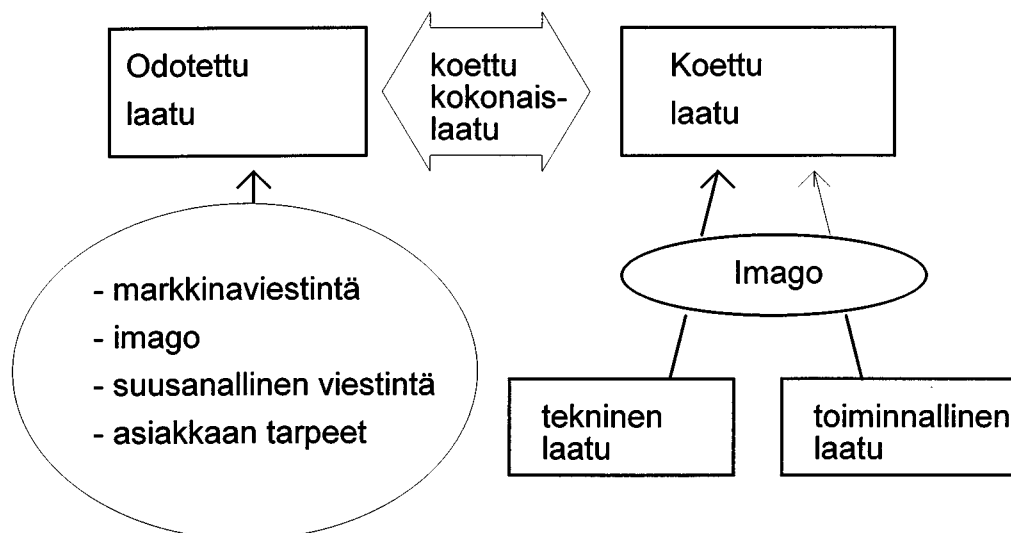 Odotettu
laatu
koettu
kokonais-
laatu
Koettu
laatu
- markkinaviestintä
- imago
- suusanallinen viestintä
- asiakkaan tarpeet
Imago
tekninen
laatu
toiminnallinen
laatu